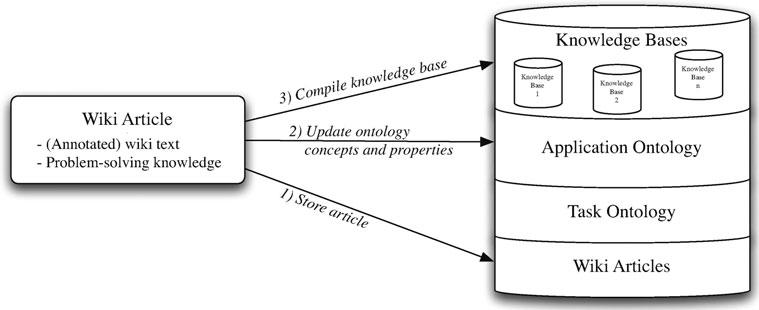 Wiki Article
- (Annotated) wiki text
- Problem-solving knowledge
3) Compile knowledge base
2) Update ontology
concepts and properties
1) Store article
Knowledge Bases
Knowledge
Base
1
Knowledge
Base
2
Knowledge
Base
n
Application Ontology
Task Ontology
Wiki Articles